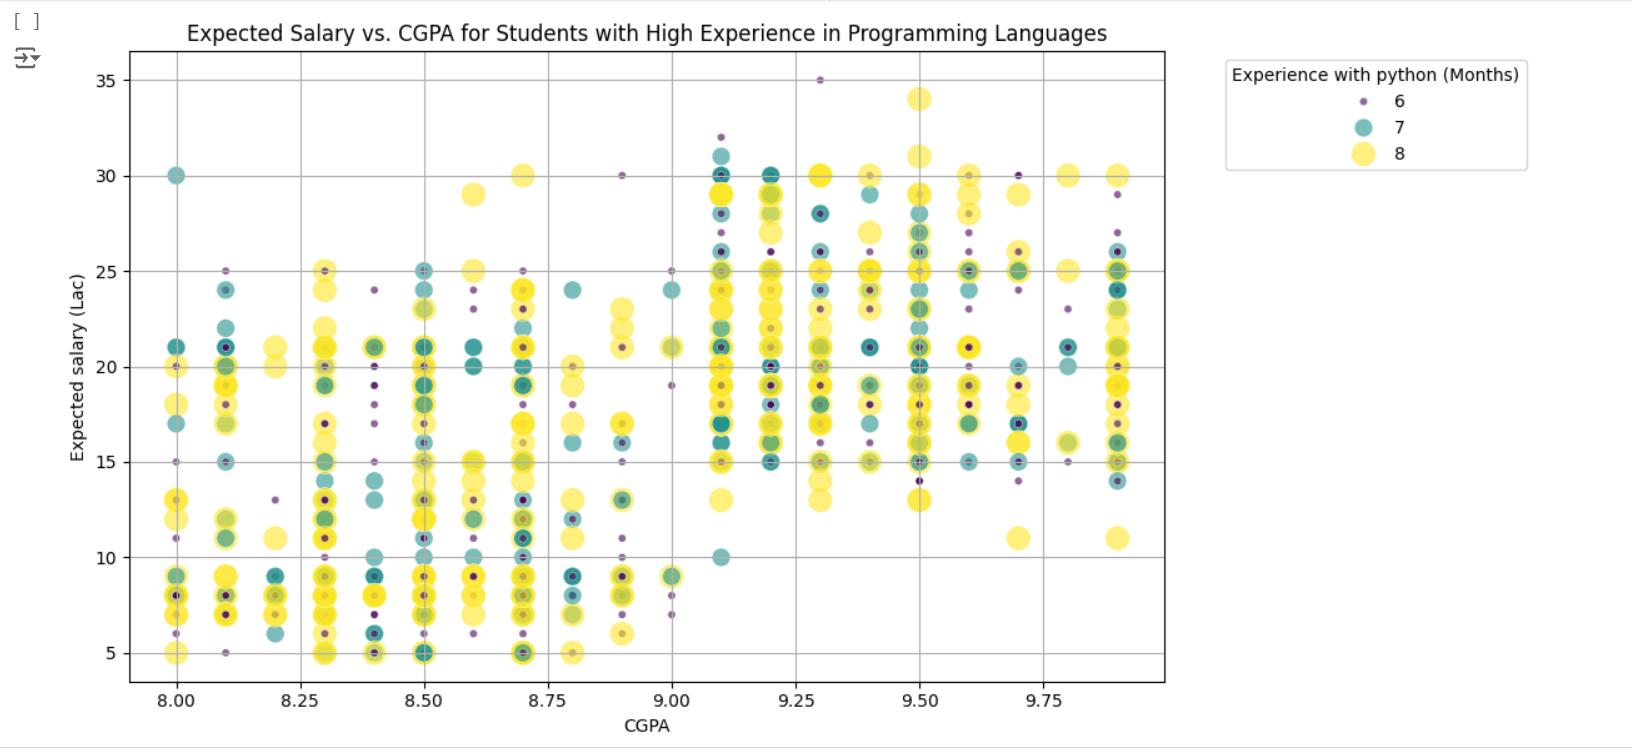 [ ]
Expected Salary vs. CGPA for Students with High Experience in Programming Languages
35
30
25
20
15
10
5
Expected salary (Lac)
8.00 8.25 8.50 8.75 9.00 9.25 9.50 9.75
CGPA
Experience with python (Months)
6
7
8